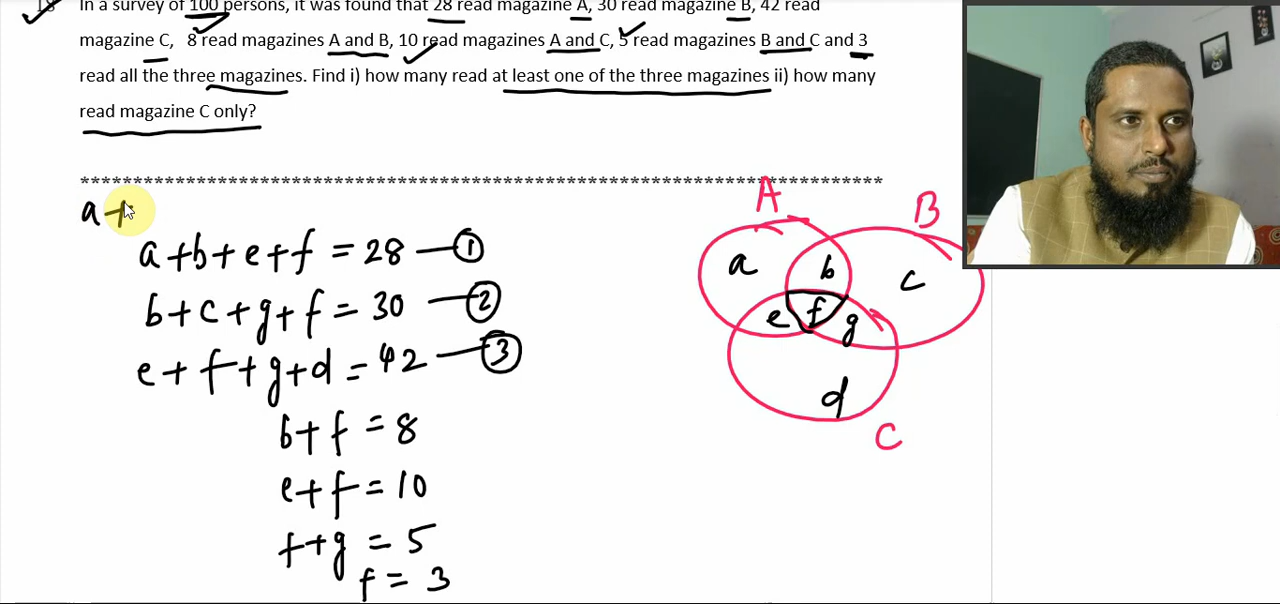 18 In a survey of 100 persons, it was found that 28 read magazine A, 30 read magazine B, 42 read
magazine C, 8 read magazines A and B, 10 read magazines A and C, 5 read magazines B and C and 3
read all the three magazines. Find i) how many read at least one of the three magazines ii) how many
read magazine C only?
****************************************************************************************
a +
a + b + e + f = 28 — ①
b + c + g + f = 30 — ②
e + f + g + d = 42 — ③
b + f = 8
e + f = 10
f + g = 5
f = 3
A
B
a
b
c
e
f
g
d
C